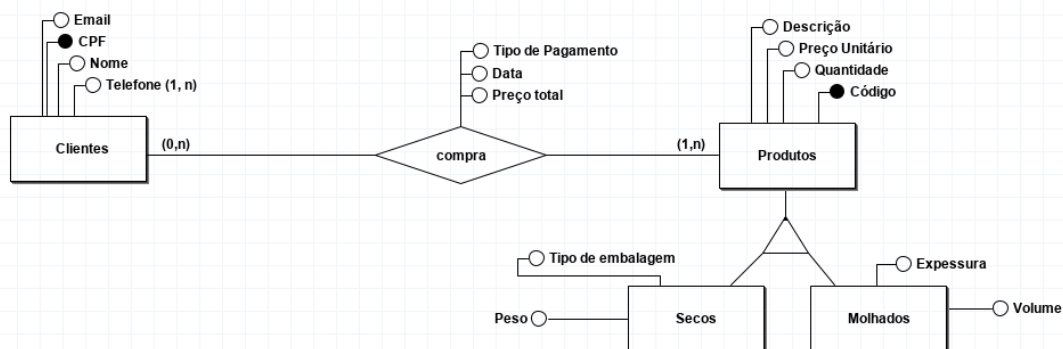 Email
CPF
Nome
Telefone (1, n)
Clientes
(0,n)
Tipo de Pagamento
Data
Preço total
compra
(1,n)
Descrição
Preço Unitário
Quantidade
Código
Produtos
Tipo de embalagem
Peso
Secos
Expessura
Volume
Molhados